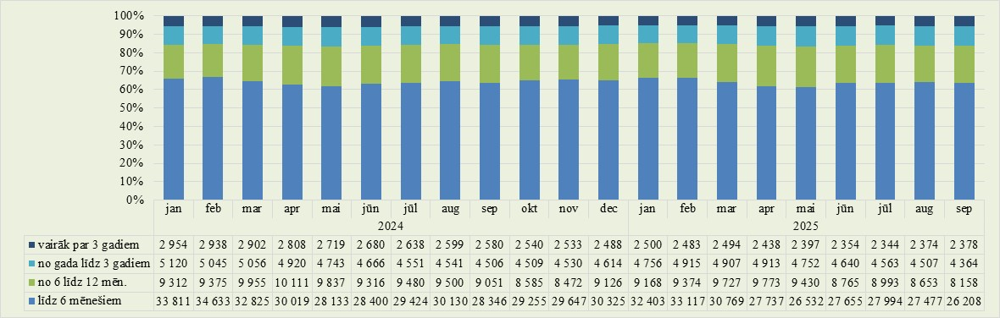 100%
90%
80%
70%
60%
50%
40%
30%
20%
10%
0%
jan feb mar apr mai jūn jūl aug sep okt nov dec jan feb mar apr mai jūn jūl aug sep
2024 2025
vairāk par 3 gadiem 2 954 2 938 2 902 2 808 2 719 2 680 2 638 2 599 2 580 2 540 2 533 2 488 2 500 2 483 2 494 2 438 2 397 2 354 2 344 2 374 2 378
no gada līdz 3 gadiem 5 120 5 045 5 056 4 920 4 743 4 666 4 551 4 541 4 506 4 509 4 530 4 614 4 756 4 915 4 907 4 913 4 752 4 640 4 563 4 507 4 364
no 6 līdz 12 mēn. 9 312 9 375 9 955 10 111 9 837 9 316 9 480 9 500 9 051 8 585 8 472 9 126 9 168 9 374 9 727 9 773 9 430 8 765 8 993 8 653 8 158
līdz 6 mēnešiem 33 811 34 633 32 825 30 019 28 133 28 400 29 424 30 130 28 346 29 255 29 647 30 325 32 403 33 117 30 769 27 737 26 532 27 655 27 994 27 477 26 208